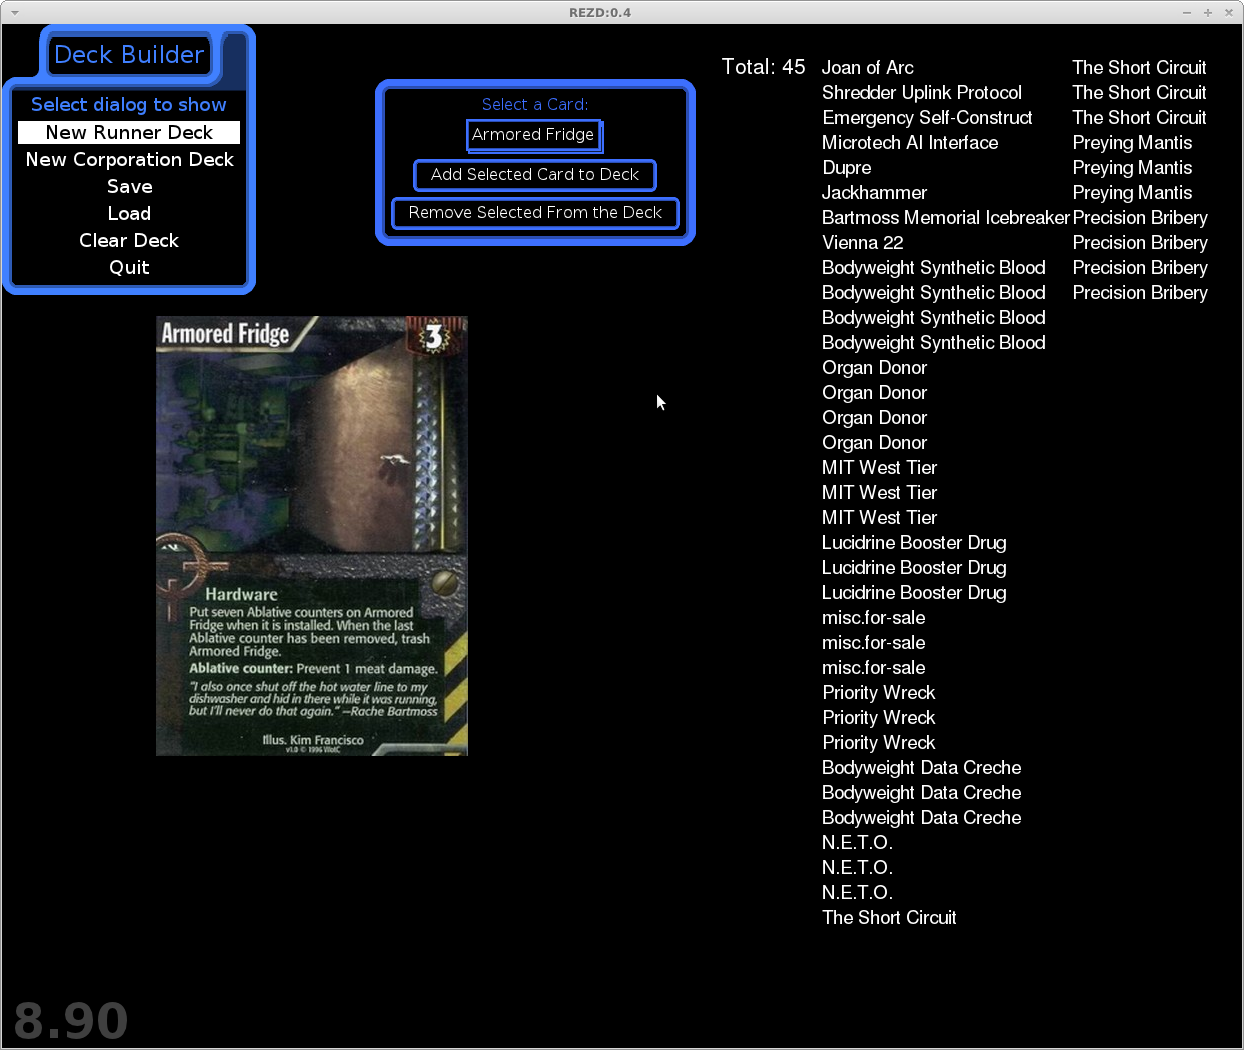 REZD:0.4
Deck Builder
Select dialog to show
New Runner Deck
New Corporation Deck
Save
Load
Clear Deck
Quit
Select a Card:
Armored Fridge
Add Selected Card to Deck
Remove Selected From the Deck
Armored Fridge
3
Hardware
Put seven Ablative counters on Armored
Fridge when it is installed. When the last
Ablative counter has been removed, trash
Armored Fridge.
Ablative counter: Prevent 1 meat damage.
"I also once shut off the hot water line to my
dishwasher and hid in there while it was running,
but I'll never do that again." —Rache Bartmoss
Illus. Kim Francisco
v1.0 © 1996 WotC
Total: 45
Joan of Arc
Shredder Uplink Protocol
Emergency Self-Construct
Microtech AI Interface
Dupre
Jackhammer
Bartmoss Memorial Icebreaker
Vienna 22
Bodyweight Synthetic Blood
Bodyweight Synthetic Blood
Bodyweight Synthetic Blood
Bodyweight Synthetic Blood
Organ Donor
Organ Donor
Organ Donor
Organ Donor
MIT West Tier
MIT West Tier
MIT West Tier
Lucidrine Booster Drug
Lucidrine Booster Drug
Lucidrine Booster Drug
misc.for-sale
misc.for-sale
misc.for-sale
Priority Wreck
Priority Wreck
Priority Wreck
Bodyweight Data Creche
Bodyweight Data Creche
Bodyweight Data Creche
N.E.T.O.
N.E.T.O.
N.E.T.O.
The Short Circuit
The Short Circuit
The Short Circuit
The Short Circuit
Preying Mantis
Preying Mantis
Preying Mantis
Precision Bribery
Precision Bribery
Precision Bribery
Precision Bribery
8.90